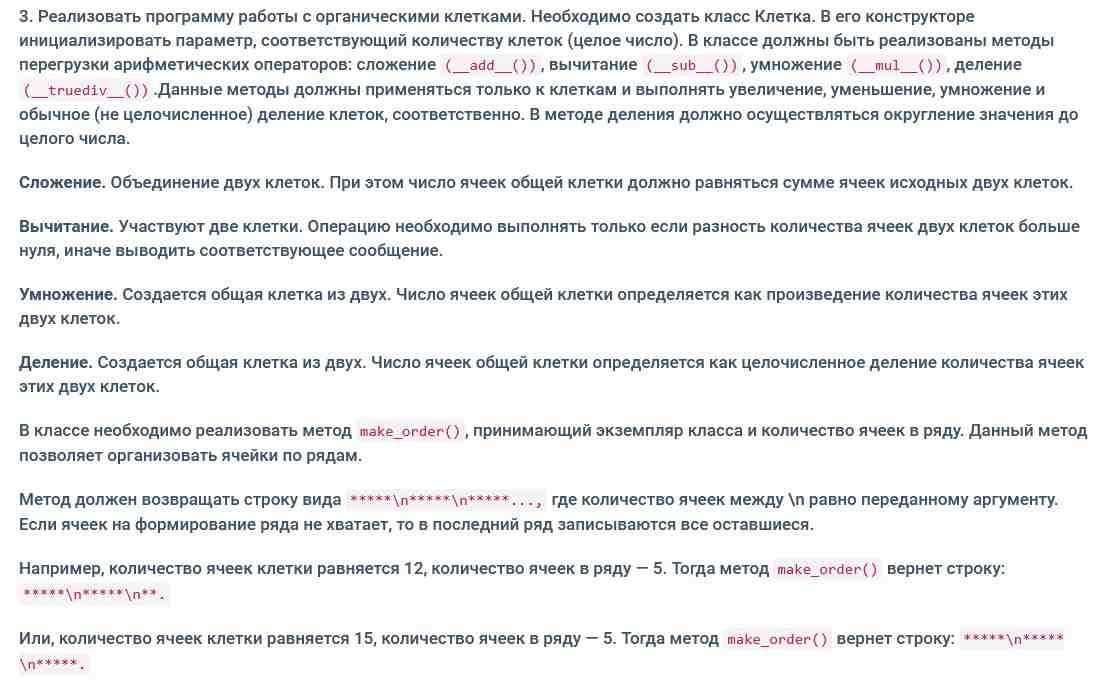 3. Реализовать программу работы с органическими клетками. Необходимо создать класс Клетка. В его конструкторе
инициализировать параметр, соответствующий количеству клеток (целое число). В классе должны быть реализованы методы
перегрузки арифметических операторов: сложение (__add__()), вычитание (__sub__()), умножение (__mul__()), деление
(__truediv__()).Данные методы должны применяться только к клеткам и выполнять увеличение, уменьшение, умножение и
обычное (не целочисленное) деление клеток, соответственно. В методе деления должно осуществляться округление значения до
целого числа.
Сложение. Объединение двух клеток. При этом число ячеек общей клетки должно равняться сумме ячеек исходных двух клеток.
Вычитание. Участвуют две клетки. Операцию необходимо выполнять только если разность количества ячеек двух клеток больше
нуля, иначе выводить соответствующее сообщение.
Умножение. Создается общая клетка из двух. Число ячеек общей клетки определяется как произведение количества ячеек этих
двух клеток.
Деление. Создается общая клетка из двух. Число ячеек общей клетки определяется как целочисленное деление количества ячеек
этих двух клеток.
В классе необходимо реализовать метод make_order(), принимающий экземпляр класса и количество ячеек в ряду. Данный метод
позволяет организовать ячейки по рядам.
Метод должен возвращать строку вида *****\n*****\n*****..., где количество ячеек между \n равно переданному аргументу.
Если ячеек на формирование ряда не хватает, то в последний ряд записываются все оставшиеся.
Например, количество ячеек клетки равняется 12, количество ячеек в ряду — 5. Тогда метод make_order() вернет строку:
*****\n*****\n**.
Или, количество ячеек клетки равняется 15, количество ячеек в ряду — 5. Тогда метод make_order() вернет строку: *****\n*****
\n*****.